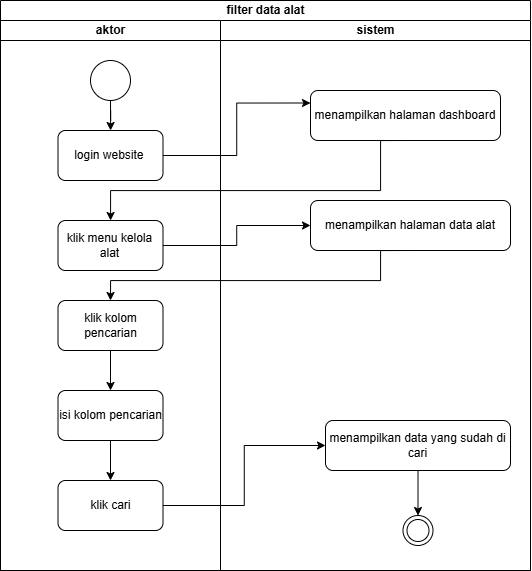 filter data alat
aktor
sistem
menampilkan halaman dashboard
login website
menampilkan halaman data alat
klik menu kelola
alat
klik kolom
pencarian
isi kolom pencarian
menampilkan data yang sudah di
cari
klik cari